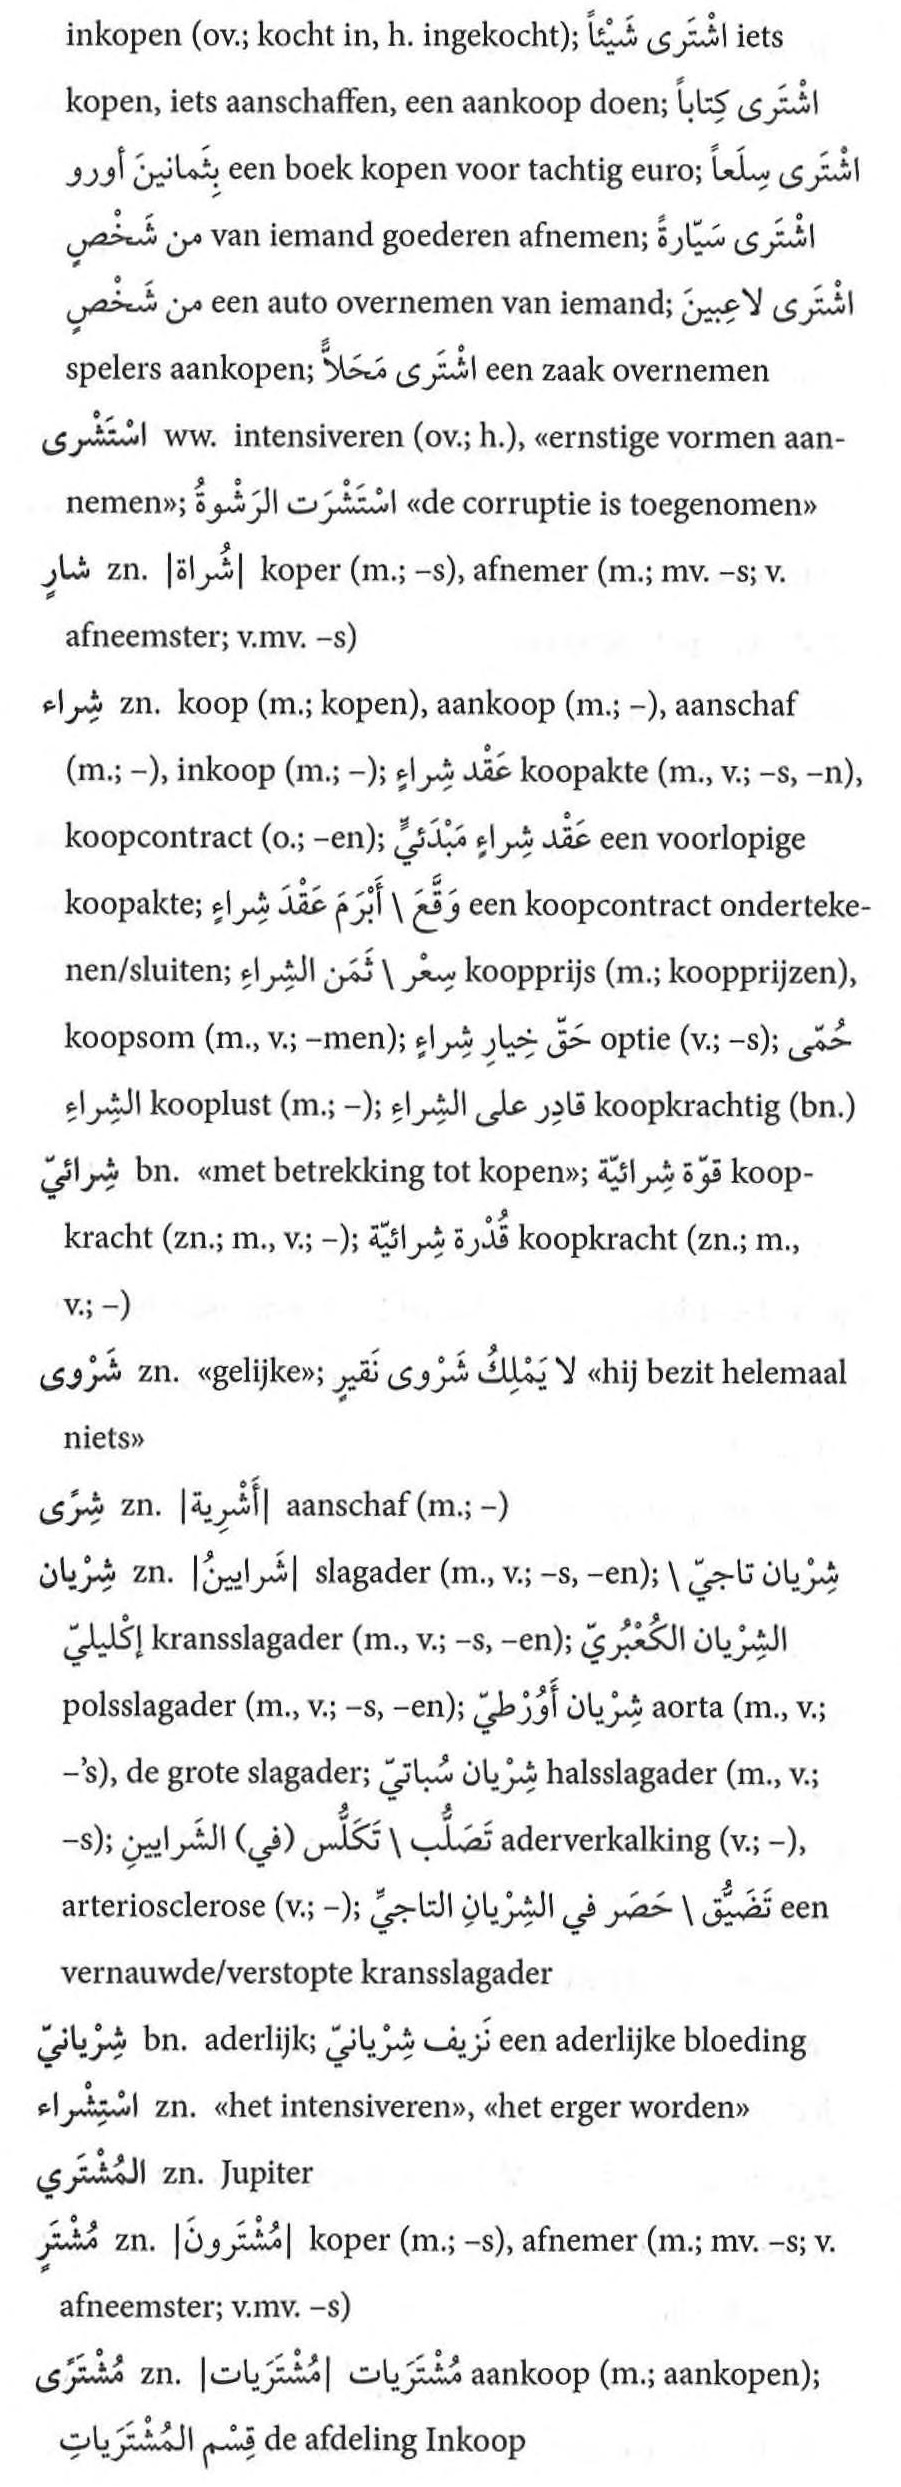 inkopen (ov.; kocht in, h. ingekocht); اشْتَرى شَيْئاً iets
kopen, iets aanschaffen, een aankoop doen; اشْتَرى كِتاباً
بِثَمانينَ أورو een boek kopen voor tachtig euro; اشْتَرى سِلَعاً
من شَخْصٍ van iemand goederen afnemen; اشْتَرى سَيّارةً
من شَخْصٍ een auto overnemen van iemand; اشْتَرى لاعِبينَ
spelers aankopen; اشْتَرى مَحَلاًّ een zaak overnemen
اسْتَشْرى ww. intensiveren (ov.; h.), «ernstige vormen aan-
nemen»; اسْتَشْرَت الرَشْوةُ «de corruptie is toegenomen»
شارٍ zn. |شُراة| koper (m.; –s), afnemer (m.; mv. –s; v.
afneemster; v.mv. –s)
شِراء zn. koop (m.; kopen), aankoop (m.; –), aanschaf
(m.; –), inkoop (m.; –); عَقْد شِراءٍ koopakte (m., v.; –s, –n),
koopcontract (o.; –en); عَقْد شِراءٍ مَبْدَئيٌّ een voorlopige
koopakte; وَقَّعَ \ أَبْرَمَ عَقْدَ شِراءٍ een koopcontract onderteke-
nen/sluiten; سِعْر \ ثَمَن الشِراءِ koopprijs (m.; koopprijzen),
koopsom (m., v.; –men); حَقّ خِيارِ شِراءٍ optie (v.; –s); حُمّى
الشِراءِ kooplust (m.; –); قادِر على الشِراءِ koopkrachtig (bn.)
شِرائيّ bn. «met betrekking tot kopen»; قوّة شِرائيّة koop-
kracht (zn.; m., v.; –); قُدْرة شِرائيّة koopkracht (zn.; m.,
v.; –)
شَرْوى zn. «gelijke»; لا يَمْلِكُ شَرْوى نَقيرٍ «hij bezit helemaal
niets»
شِرًى zn. |أَشْرِية| aanschaf (m.; –)
شِرْيان zn. |شَرايينُ| slagader (m., v.; –s, –en); شِرْيان تاجيّ \
إكْليليّ kransslagader (m., v.; –s, –en); الشِرْيان الكُعْبُريّ
polsslagader (m., v.; –s, –en); شِرْيان أَوُرْطيّ aorta (m., v.;
–’s), de grote slagader; شِرْيان سُباتيّ halsslagader (m., v.;
–s); تَصَلُّب \ تَكَلُّس (في) الشَرايينِ aderverkalking (v.; –),
arteriosclerose (v.; –); تَضَيُّق \ حَصَر في الشِرْيانِ التاجيِّ een
vernauwde/verstopte kransslagader
شِرْيانيّ bn. aderlijk; نَزيف شِرْيانيّ een aderlijke bloeding
اسْتِشْراء zn. «het intensiveren», «het erger worden»
المُشْتَري zn. Jupiter
مُشْتَرٍ zn. |مُشْتَرونَ| koper (m.; –s), afnemer (m.; mv. –s; v.
afneemster; v.mv. –s)
مُشْتَرًى zn. |مُشْتَرَيات| مُشْتَرَيات aankoop (m.; aankopen);
قِسْم المُشْتَرَياتِ de afdeling Inkoop